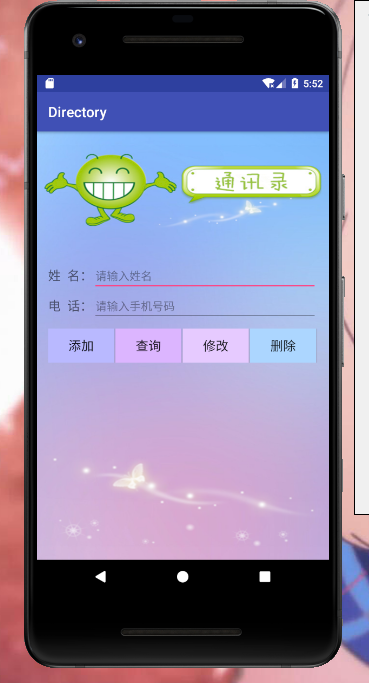 5:52
Directory
通讯录
姓 名： 请输入姓名
电 话： 请输入手机号码
添加 查询 修改 删除